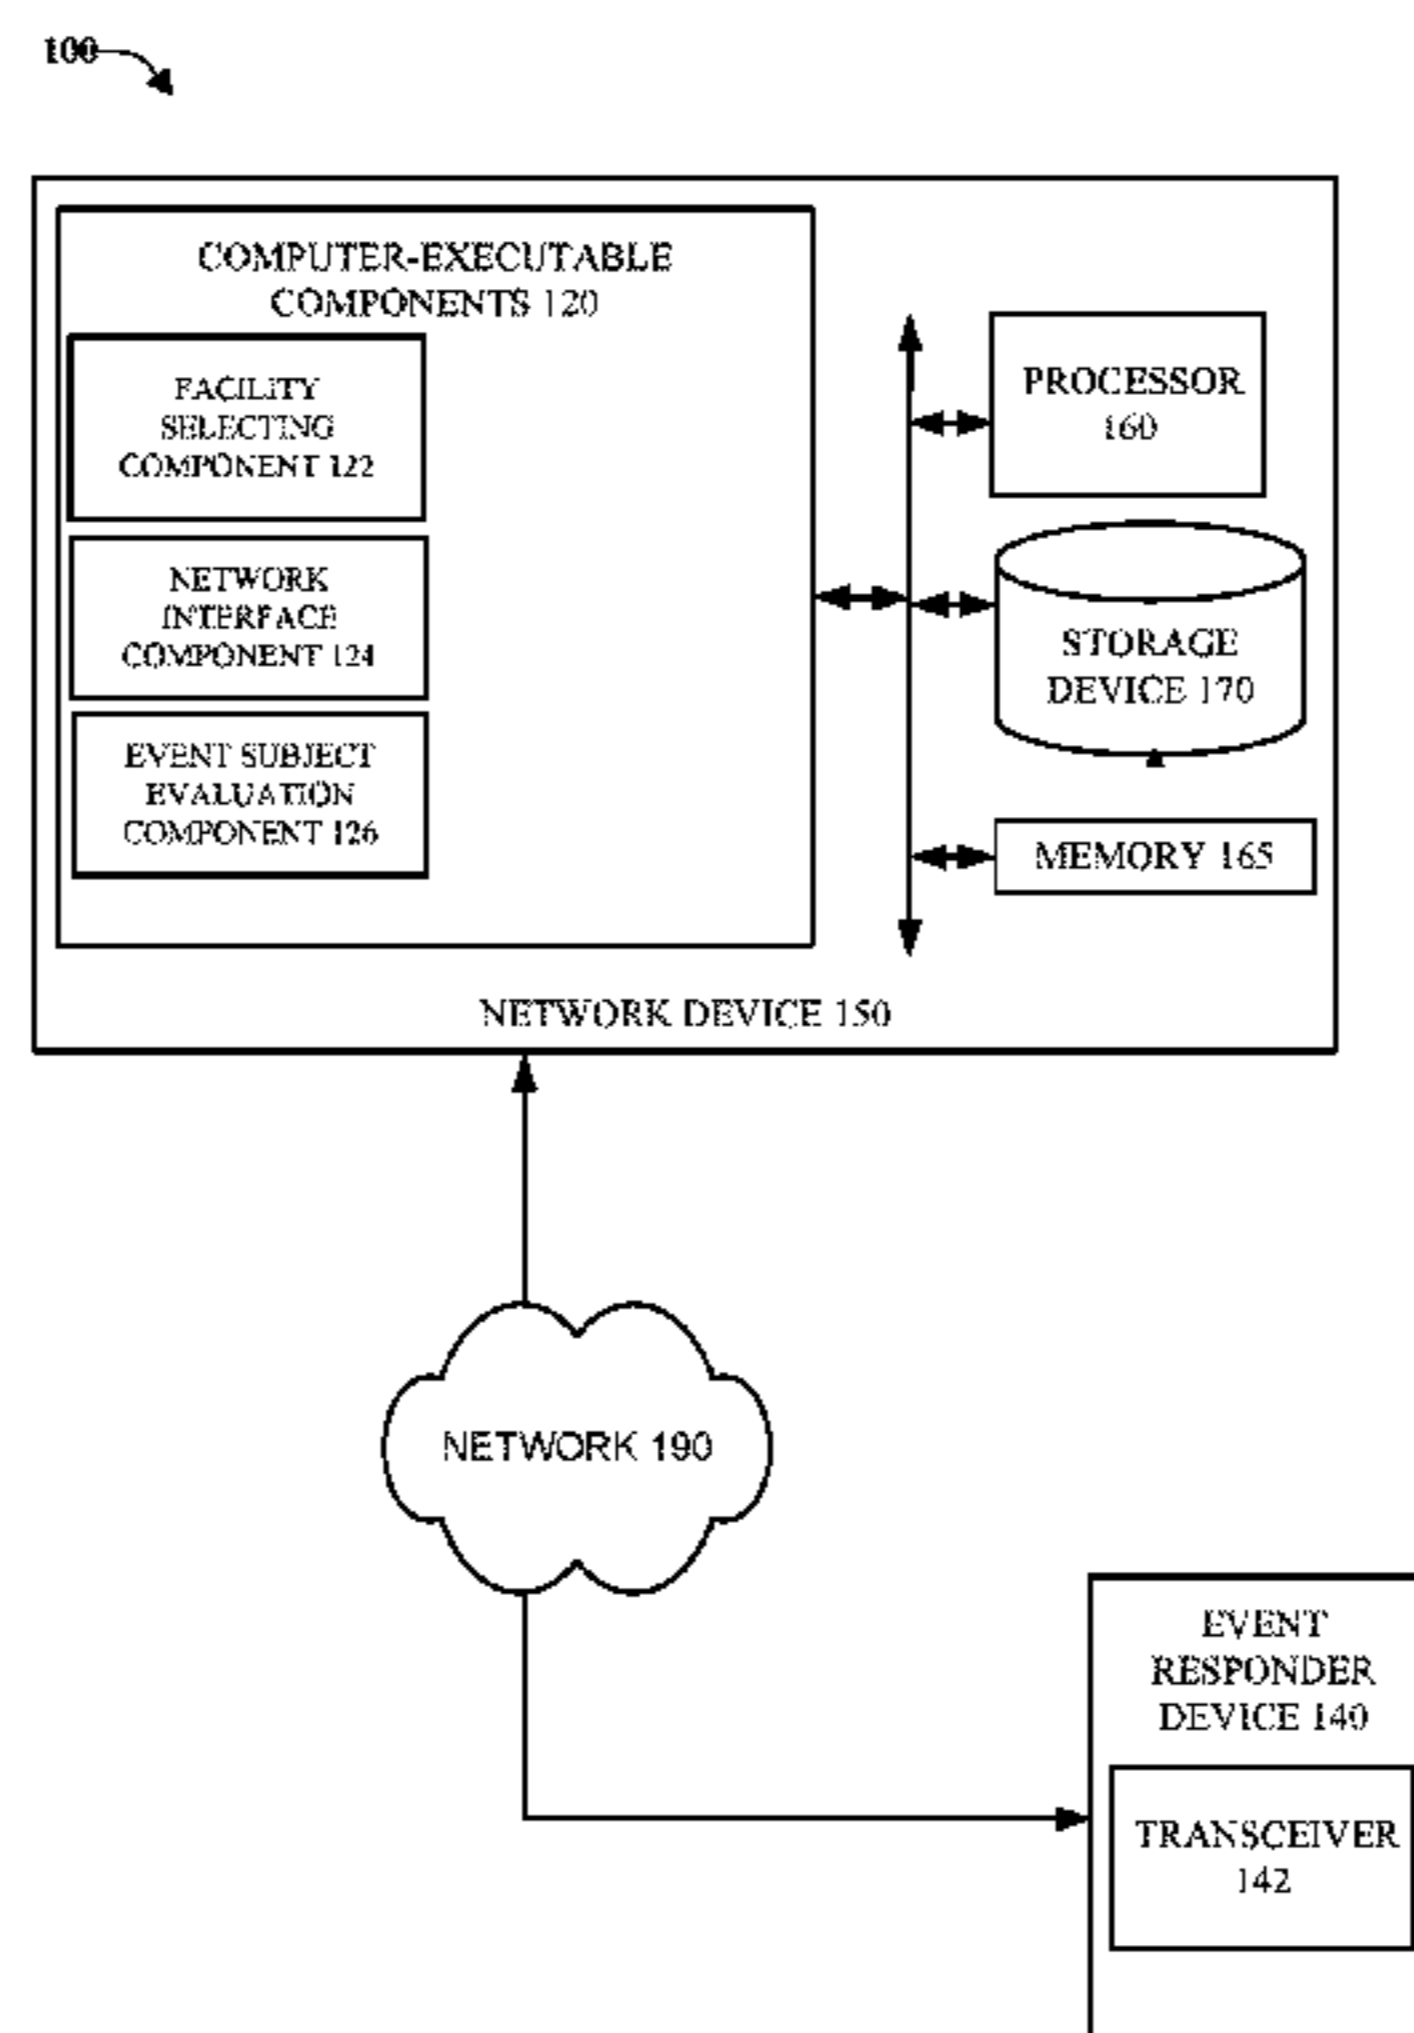 100
COMPUTER-EXECUTABLE
COMPONENTS 120
FACILITY
SELECTING
COMPONENT 122
NETWORK
INTERFACE
COMPONENT 124
EVENT SUBJECT
EVALUATION
COMPONENT 126
PROCESSOR
160
STORAGE
DEVICE 170
MEMORY 165
NETWORK DEVICE 150
NETWORK 190
EVENT
RESPONDER
DEVICE 140
TRANSCEIVER
142